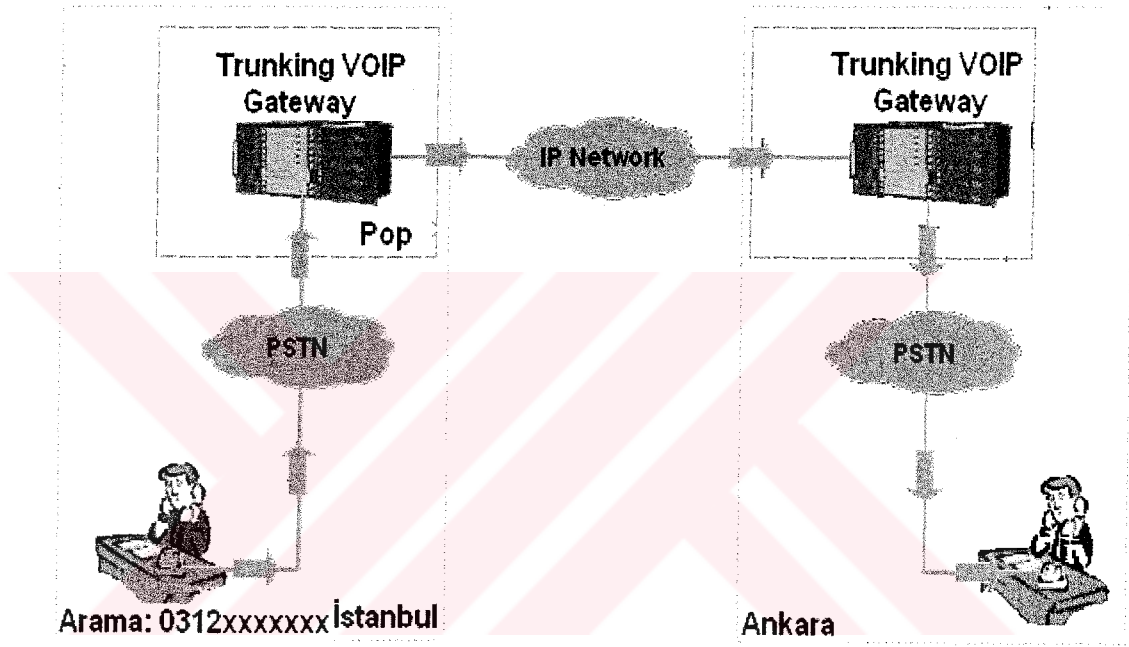 Trunking VOIP
Gateway
Pop
IP Network
Trunking VOIP
Gateway
PSTN
PSTN
Arama: 0312xxxxxxx İstanbul
Ankara